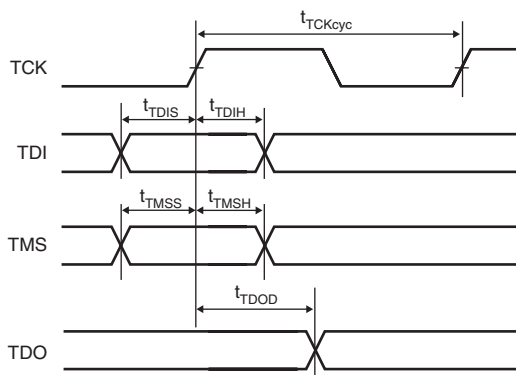 tTCKcyc
TCK
tTDIS tTDIH
TDI
tTMSS tTMSH
TMS
tTDOD
TDO